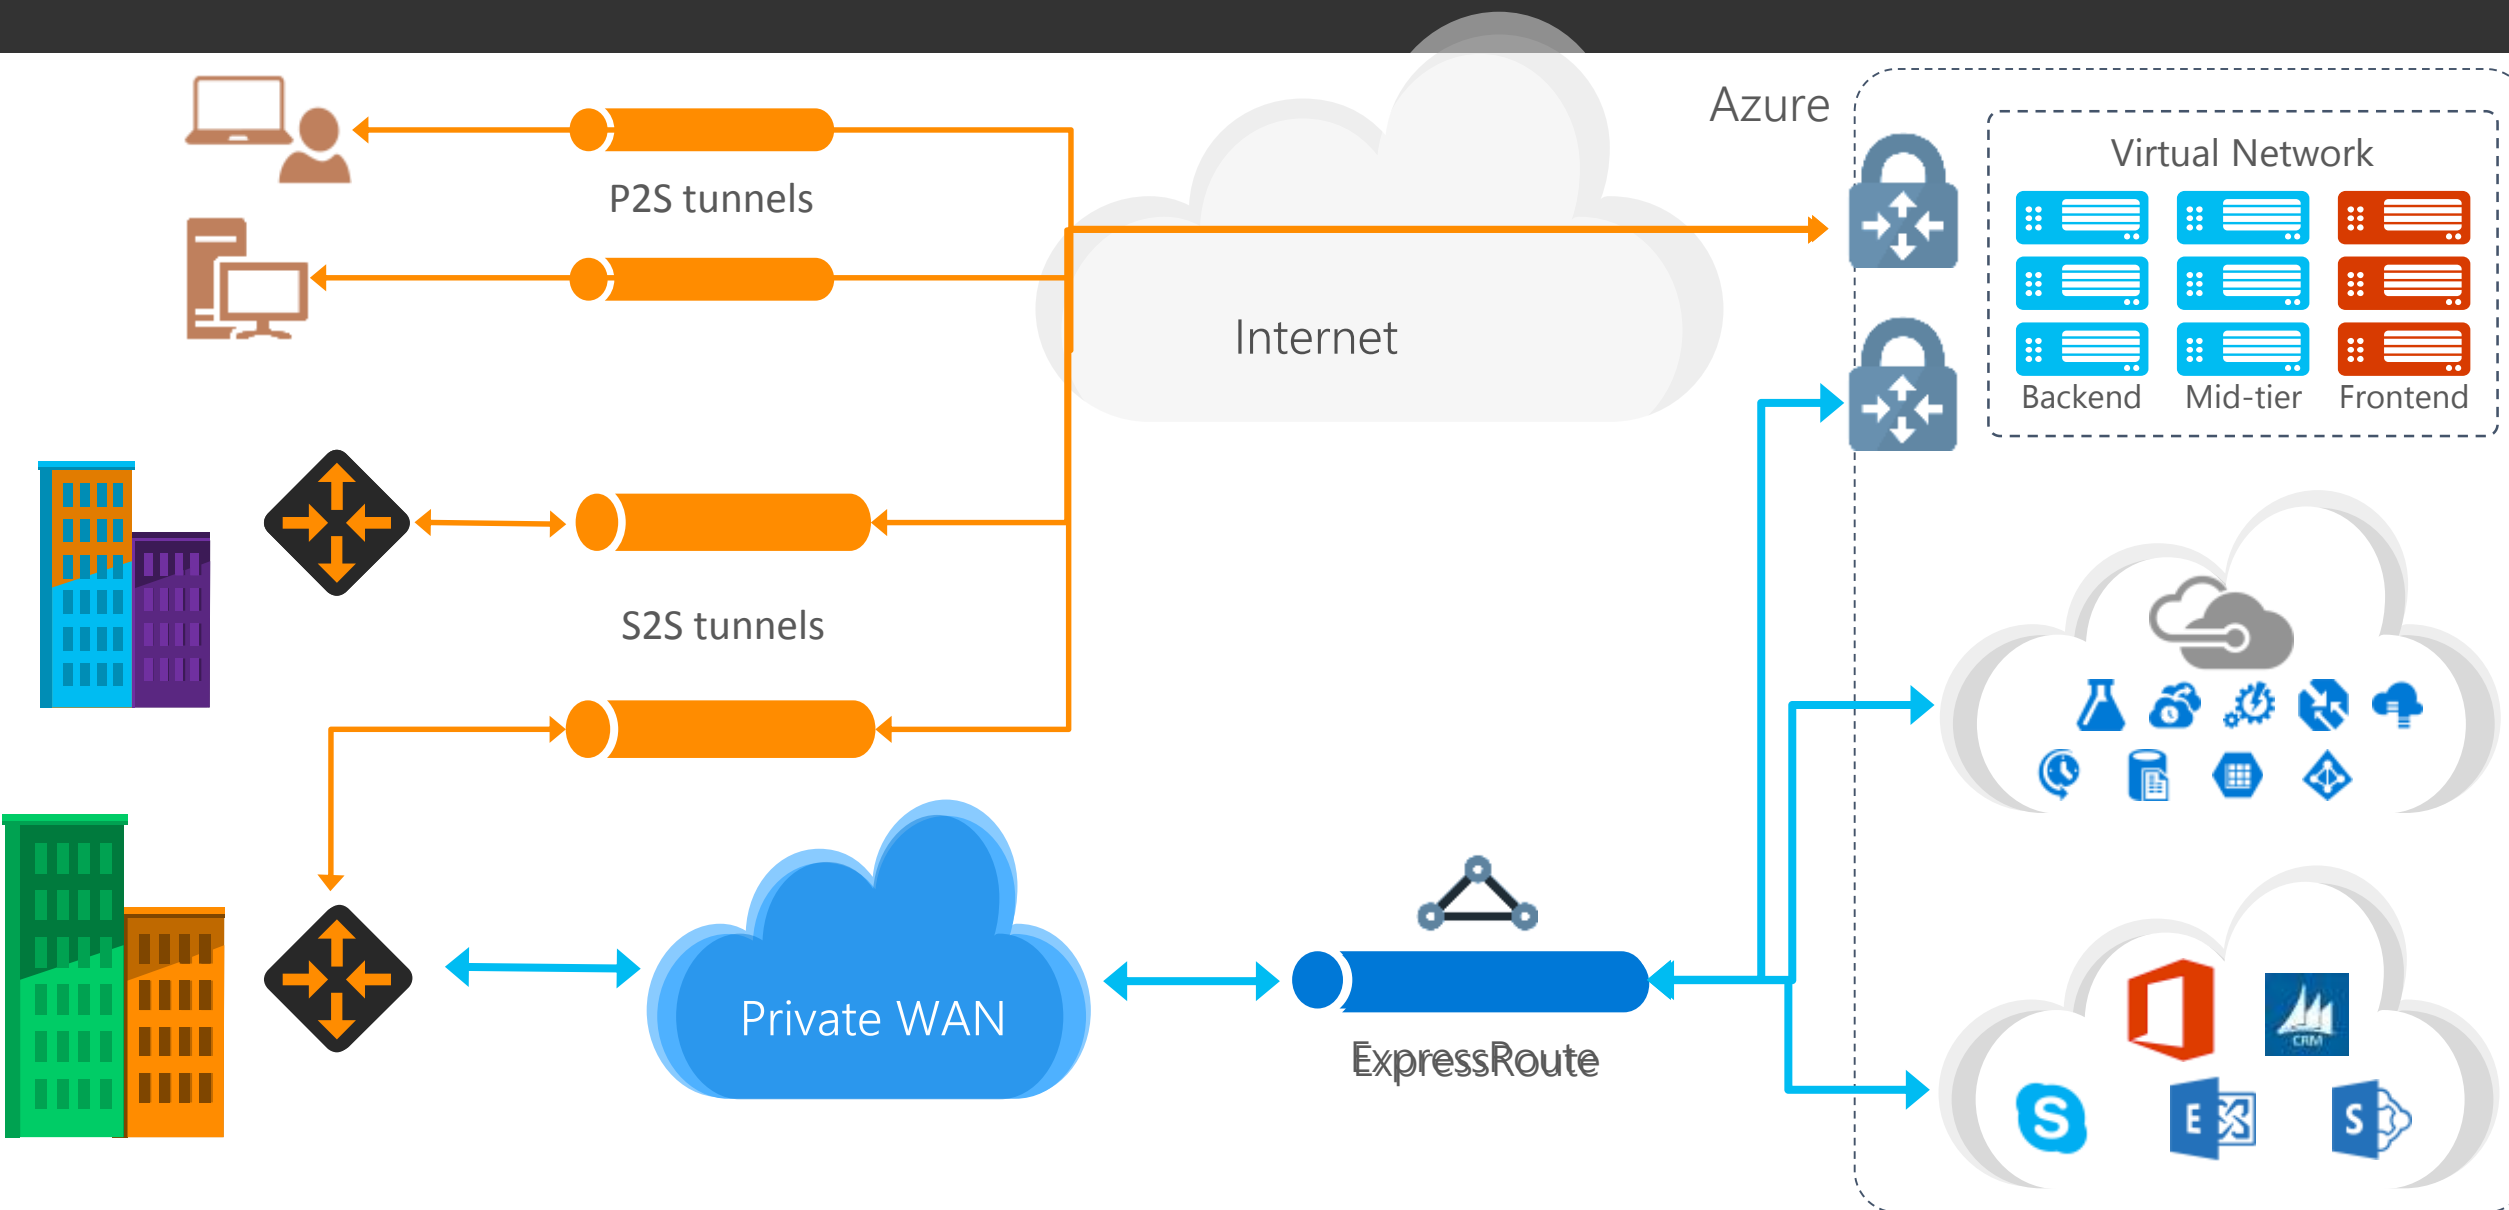 Azure
Virtual Network
P2S tunnels
Internet
Backend Mid-tier Frontend
S2S tunnels
Private WAN
ExpressRoute
CRM
S
E
S